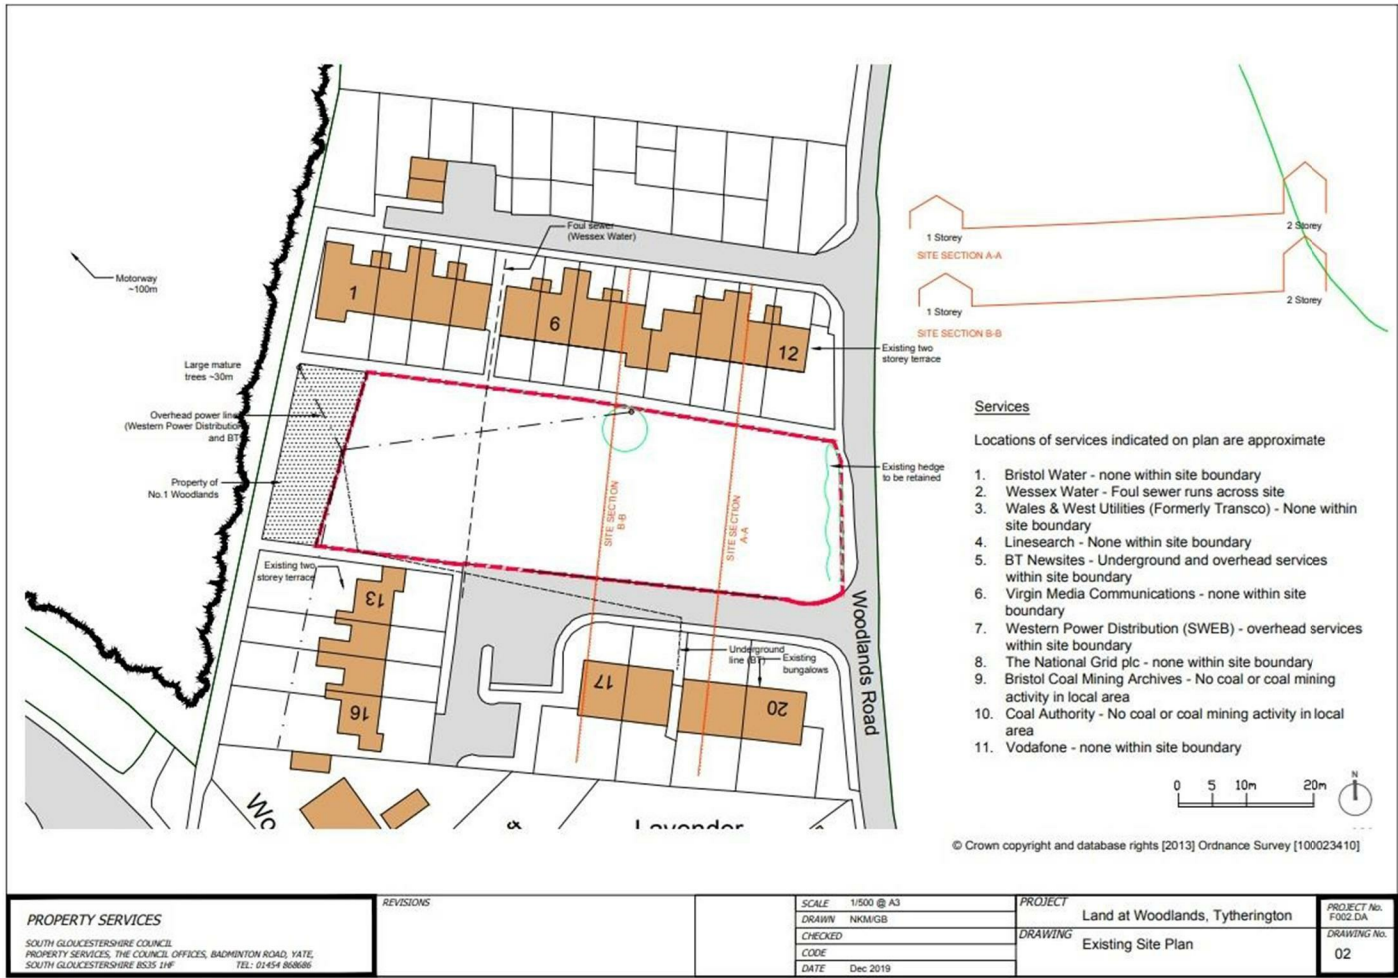 Motorway
~100m
Large mature
trees ~30m
Overhead power line
(Western Power Distribution
and BT)
Property of
No.1 Woodlands
Foul sewer
(Wessex Water)
1
6
12
Existing two
storey terrace
Existing hedge
to be retained
SITE SECTION
B-B
SITE SECTION
A-A
Existing two
storey terrace
13
16
17
20
Underground
line (BT)
Existing
bungalows
Woodlands Road
Wo
Lavender
1 Storey
2 Storey
SITE SECTION A-A
1 Storey
2 Storey
SITE SECTION B-B
Services
Locations of services indicated on plan are approximate
1. Bristol Water - none within site boundary
2. Wessex Water - Foul sewer runs across site
3. Wales & West Utilities (Formerly Transco) - None within
site boundary
4. Linesearch - None within site boundary
5. BT Newsites - Underground and overhead services
within site boundary
6. Virgin Media Communications - none within site
boundary
7. Western Power Distribution (SWEB) - overhead services
within site boundary
8. The National Grid plc - none within site boundary
9. Bristol Coal Mining Archives - No coal or coal mining
activity in local area
10. Coal Authority - No coal or coal mining activity in local
area
11. Vodafone - none within site boundary
0 5 10m 20m
N
© Crown copyright and database rights [2013] Ordnance Survey [100023410]
PROPERTY SERVICES
SOUTH GLOUCESTERSHIRE COUNCIL
PROPERTY SERVICES, THE COUNCIL OFFICES, BADMINTON ROAD, YATE,
SOUTH GLOUCESTERSHIRE BS35 1HF TEL: 01454 868686
REVISIONS
SCALE 1/500 @ A3
DRAWN NKM/GB
CHECKED
CODE
DATE Dec 2019
PROJECT
Land at Woodlands, Tytherington
DRAWING
Existing Site Plan
PROJECT No.
F002.DA
DRAWING No.
02